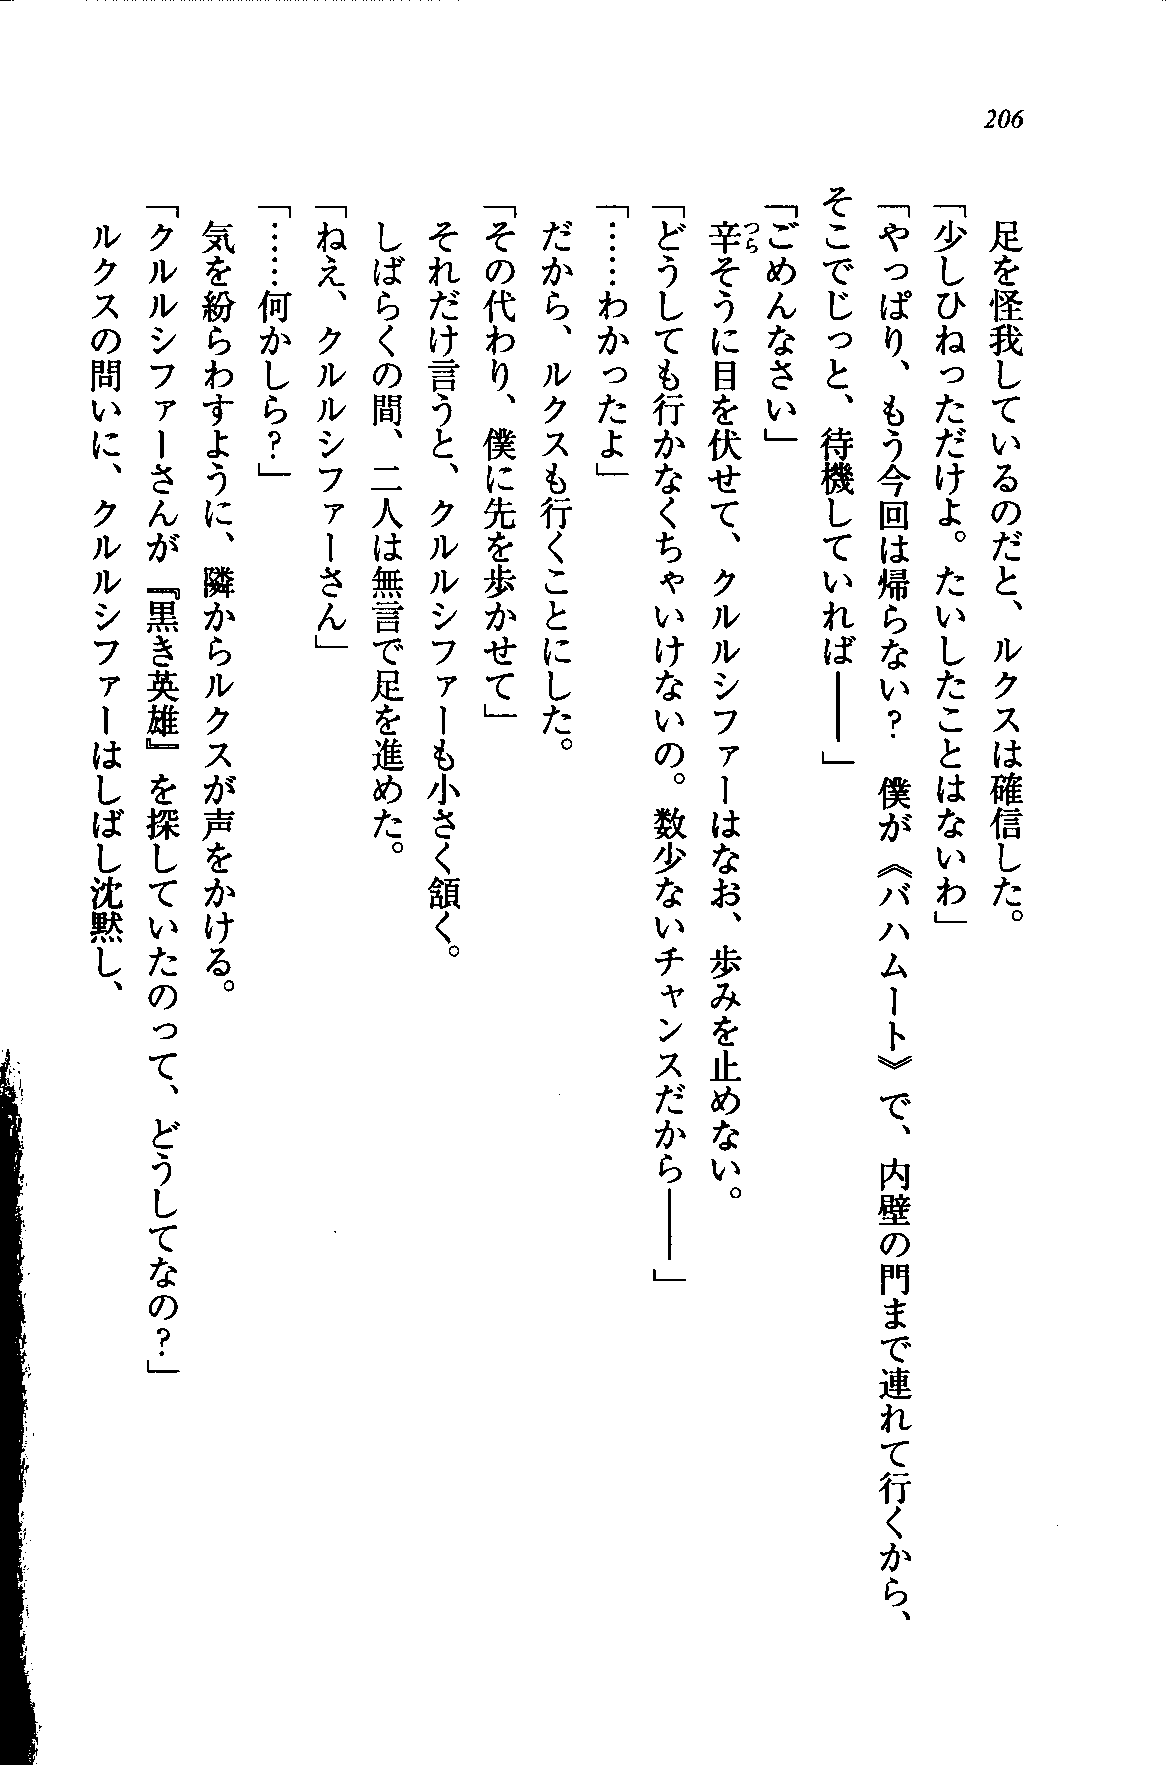 206
足を怪我しているのだと、ルクスは確信した。
「少しひねっただけよ。たいしたことはないわ」
「やっぱり、もう今回は帰らない？　僕が《バハムート》で、内壁の門まで連れて行くから、
そこでじっと、待機していれば――」
「ごめんなさい」
辛そうに目を伏せて、クルルシファーはなお、歩みを止めない。
つら
「どうしても行かなくちゃいけないの。数少ないチャンスだから――」
「……わかったよ」
だから、ルクスも行くことにした。
「その代わり、僕に先を歩かせて」
それだけ言うと、クルルシファーも小さく頷く。
しばらくの間、二人は無言で足を進めた。
「ねえ、クルルシファーさん」
「……何かしら？」
気を紛らわすように、隣からルクスが声をかける。
「クルルシファーさんが『黒き英雄』を探していたのって、どうしてなの？」
ルクスの問いに、クルルシファーはしばし沈黙し、